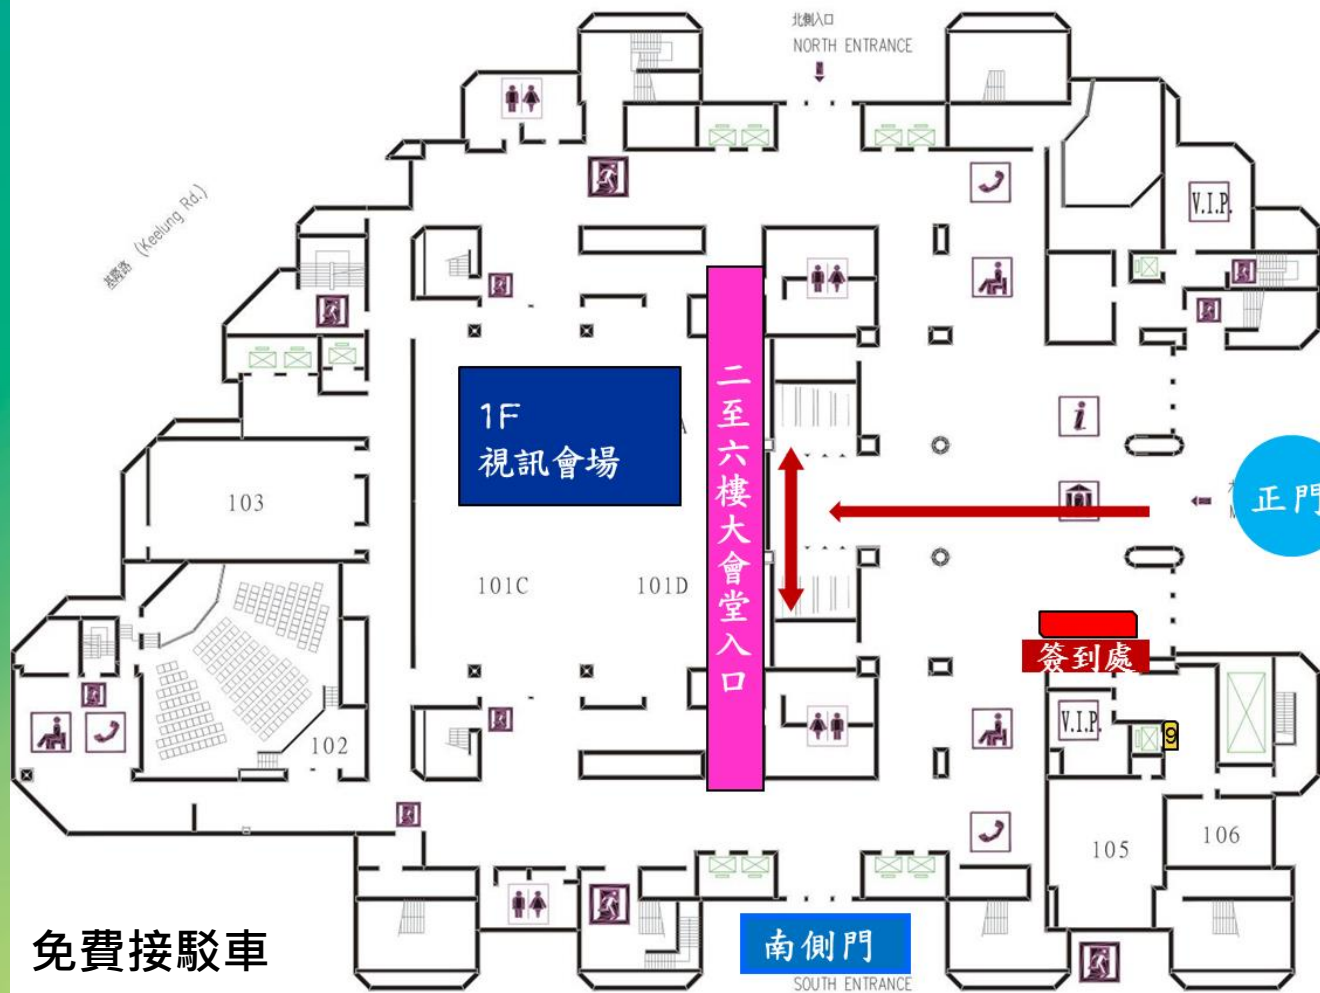 北側入口
NORTH ENTRANCE
基隆路 (Keelung Rd.)
V.I.P.
1F
視訊會場
二至六樓大會堂入口
103
正門
101C
101D
簽到處
102
V.I.P.
9
105
106
免費接駁車
南側門
SOUTH ENTRANCE